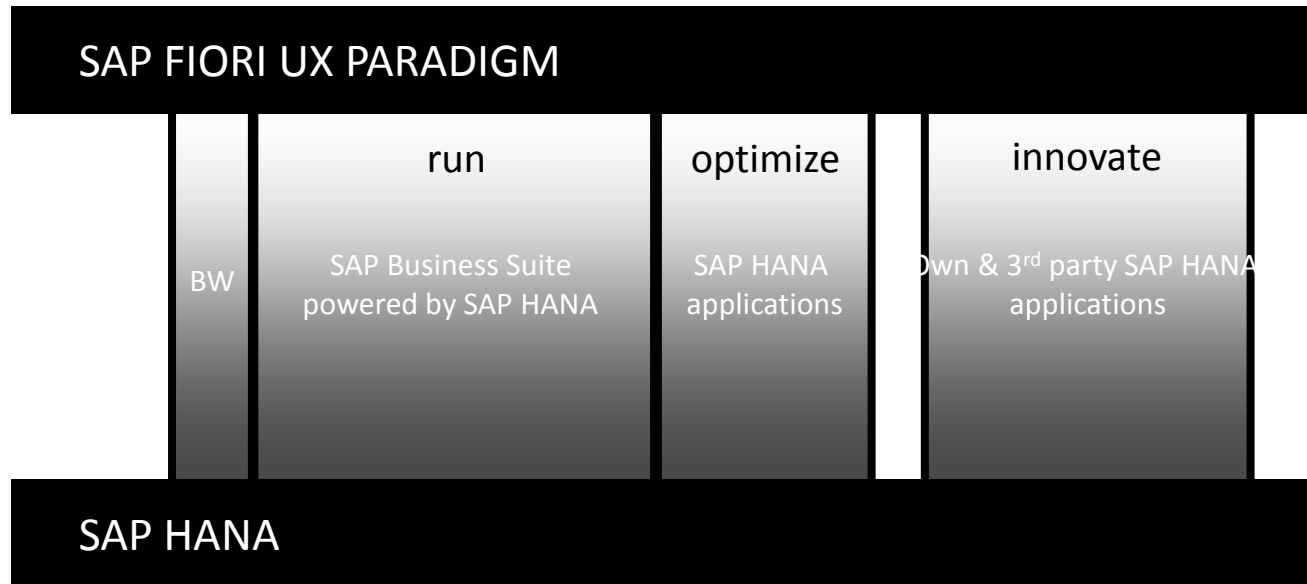 SAP FIORI UX PARADIGM
run
optimize
innovate
BW
SAP Business Suite
powered by SAP HANA
SAP HANA
applications
Own & 3rd party SAP HANA
applications
SAP HANA